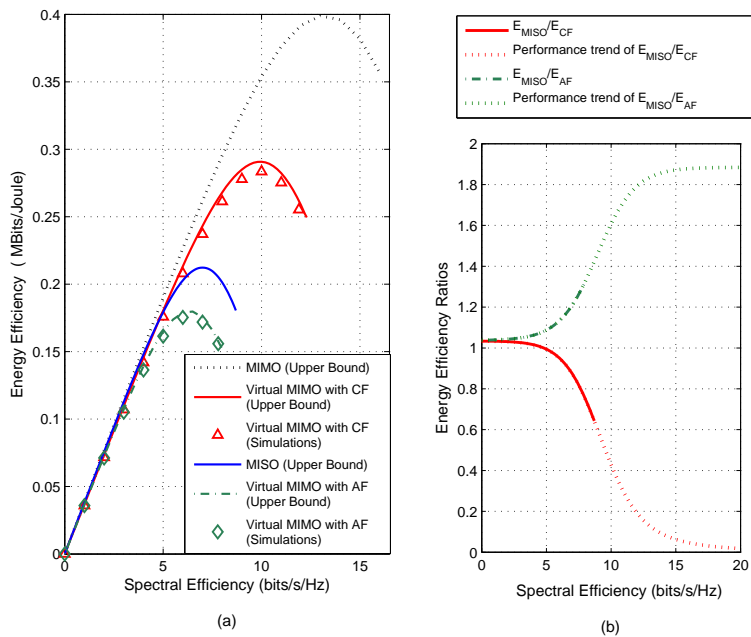 0.4
0.35
0.3
0.25
0.2
0.15
0.1
0.05
0
Energy Efficiency ( MBits/Joule)
0 5 10 15
Spectral Efficiency (bits/s/Hz)
MIMO (Upper Bound)
Virtual MIMO with CF
(Upper Bound)
Virtual MIMO with CF
(Simulations)
MISO (Upper Bound)
Virtual MIMO with AF
(Upper Bound)
Virtual MIMO with AF
(Simulations)
(a)
E_MISO/E_CF
Performance trend of E_MISO/E_CF
E_MISO/E_AF
Performance trend of E_MISO/E_AF
2
1.8
1.6
1.4
1.2
1
0.8
0.6
0.4
0.2
0
Energy Efficiency Ratios
0 5 10 15 20
Spectral Efficiency (bits/s/Hz)
(b)